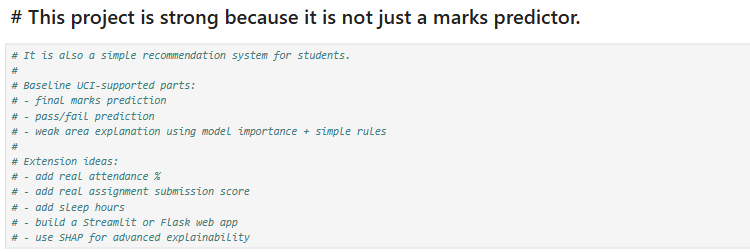 # This project is strong because it is not just a marks predictor.
# It is also a simple recommendation system for students.
#
# Baseline UCI-supported parts:
# - final marks prediction
# - pass/fail prediction
# - weak area explanation using model importance + simple rules
#
# Extension ideas:
# - add real attendance %
# - add real assignment submission score
# - add sleep hours
# - build a Streamlit or Flask web app
# - use SHAP for advanced explainability